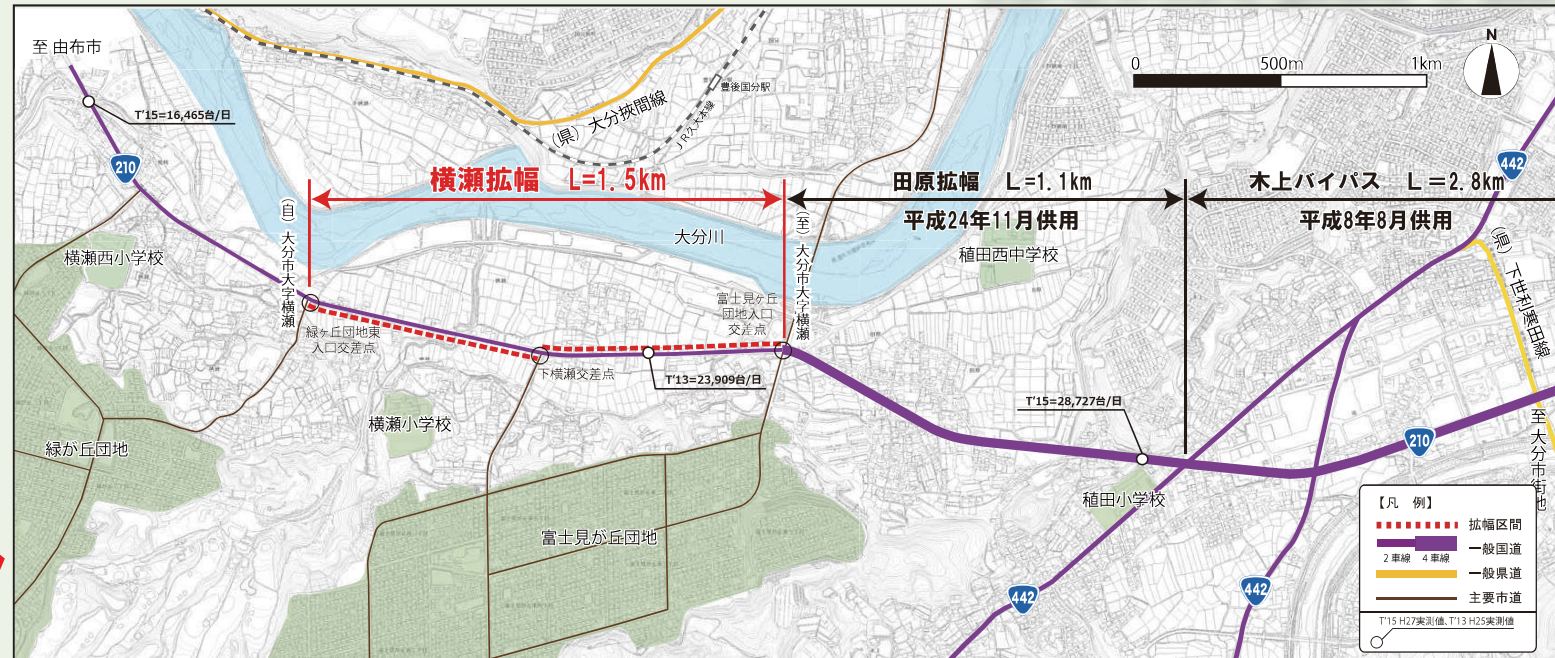 至 由布市
T'15=16,465台/日
210
(県) 大分挾間線
豊後国分駅
JR久大本線
0 500m 1km
N
442
横瀬拡幅 L=1.5km
田原拡幅 L=1.1km
平成24年11月供用
木上バイパス L=2.8km
平成8年8月供用
(自) 大分市大字横瀬
(至) 大分市大字横瀬
大分川
横瀬西小学校
稙田西中学校
(県) 下世利寒田線
緑ヶ丘団地東
入口交差点
富士見ヶ丘
団地入口
交差点
下横瀬交差点
T'13=23,909台/日
T'15=28,727台/日
横瀬小学校
緑が丘団地
富士見が丘団地
稙田小学校
210
至 大分市街地
442
442
【凡 例】
拡幅区間
一般国道
2車線 4車線
一般県道
主要市道
T'15 H27実測値、T'13 H25実測値